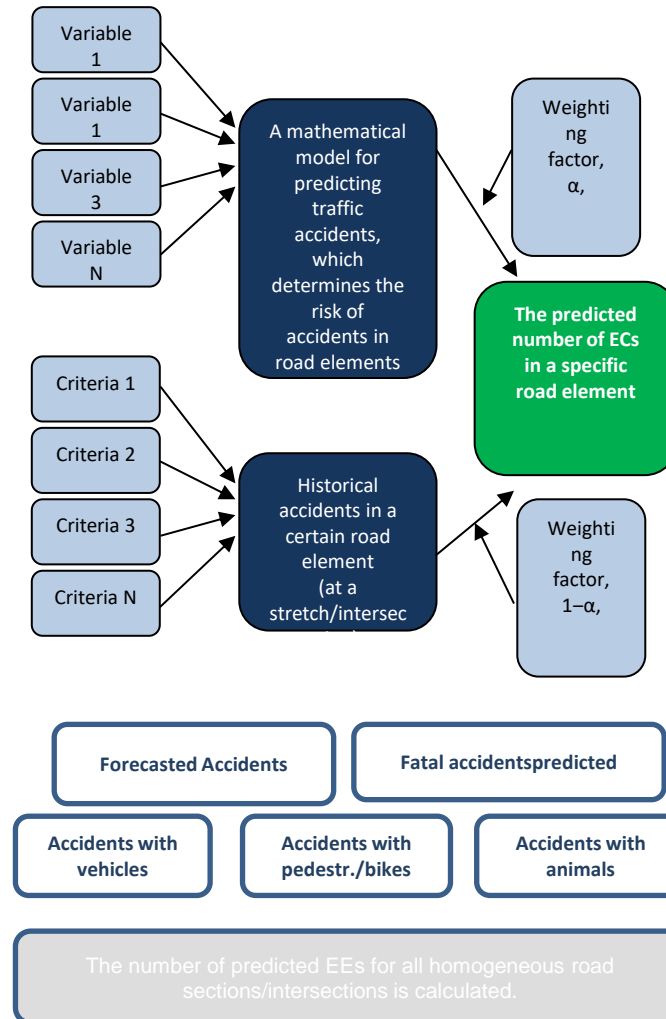 Variable
1
Variable
1
Variable
3
Variable
N
A mathematical
model for
predicting
traffic
accidents,
which
determines the
risk of
accidents in
road elements
Weighti
ng
factor,
α,
The predicted
number of ECs
in a specific
road element
Criteria 1
Criteria 2
Criteria 3
Criteria N
Historical
accidents in a
certain road
element
(at a
stretch/intersec
Weighti
ng
factor,
1−α,
Forecasted Accidents
Fatal accidentspredicted
Accidents with
vehicles
Accidents with
pedestr./bikes
Accidents with
animals
The number of predicted EEs for all homogeneous road
sections/intersections is calculated.